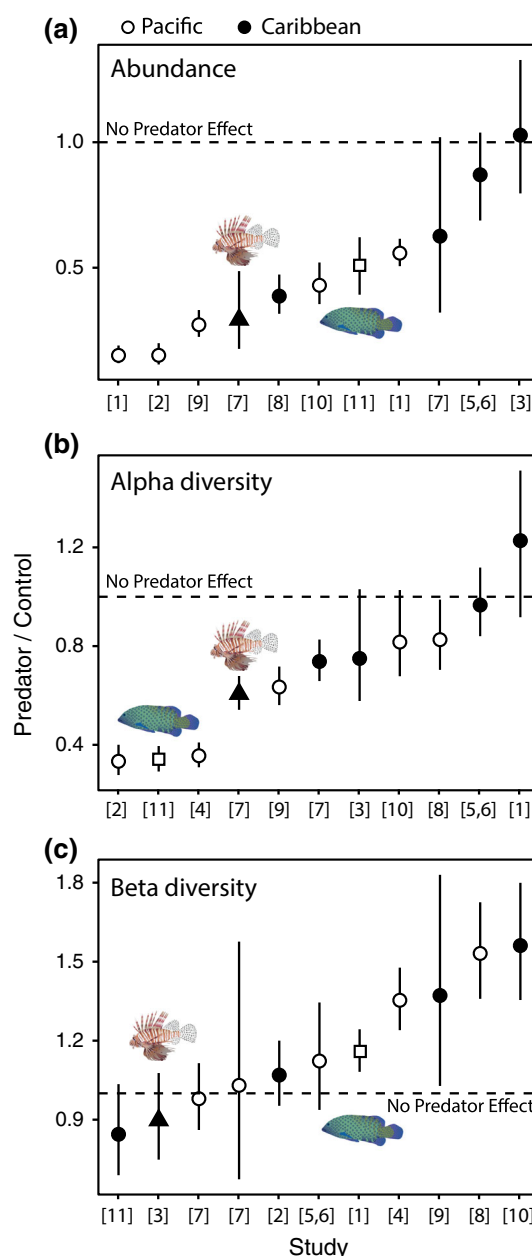 (a)
Pacific Caribbean
Abundance
No Predator Effect
1.0
0.5
[1] [2] [9] [7] [8] [10] [11] [1] [7] [5,6] [3]
(b)
Alpha diversity
No Predator Effect
1.2
0.8
0.4
[2] [11] [4] [7] [9] [7] [3] [10] [8] [5,6] [1]
Predator / Control
(c)
Beta diversity
1.8
1.5
1.2
0.9
No Predator Effect
[11] [3] [7] [7] [2] [5,6] [1] [4] [9] [8] [10]
Study